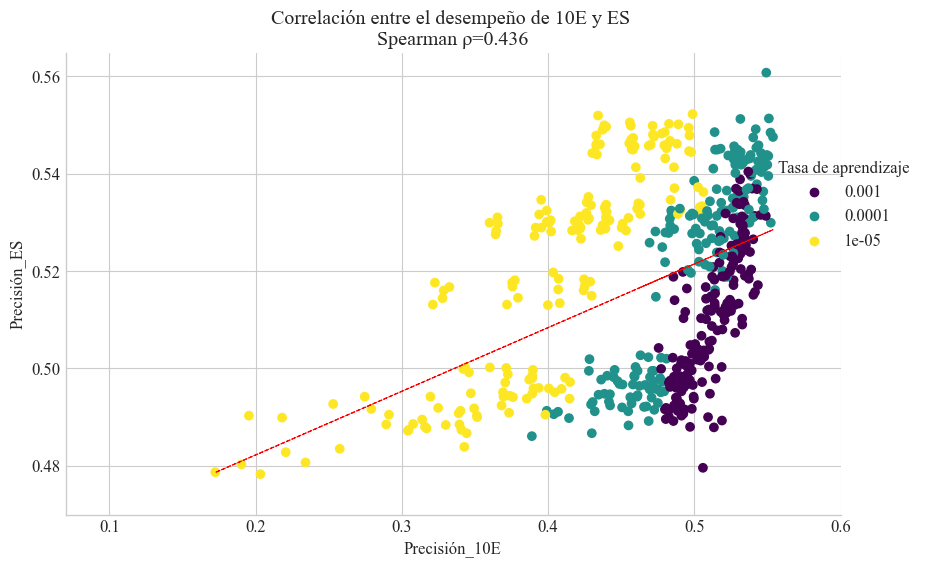 Correlación entre el desempeño de 10E y ES
Spearman ρ=0.436
0.56
0.54
0.52
0.50
0.48
Precisión_ES
0.1
0.2
0.3
0.4
0.5
0.6
Precisión_10E
Tasa de aprendizaje
0.001
0.0001
1e-05